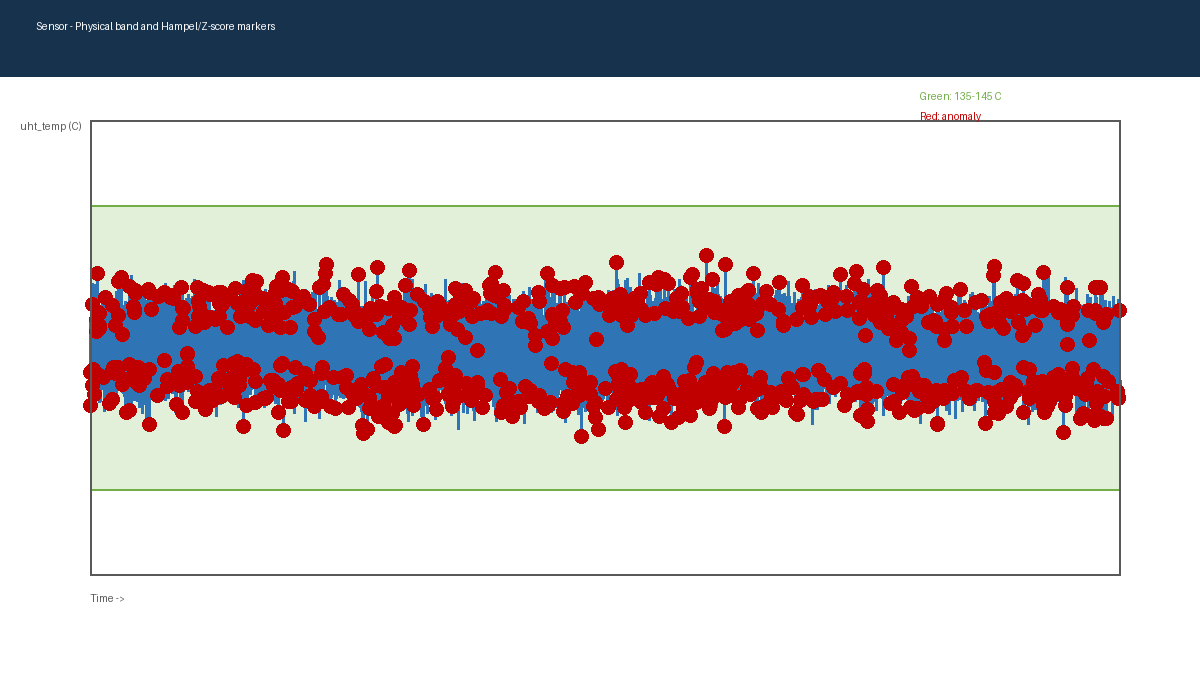 Sensor - Physical band and Hampel/Z-score markers
Green: 135-145 C
Red: anomaly
uht_temp (C)
Time ->